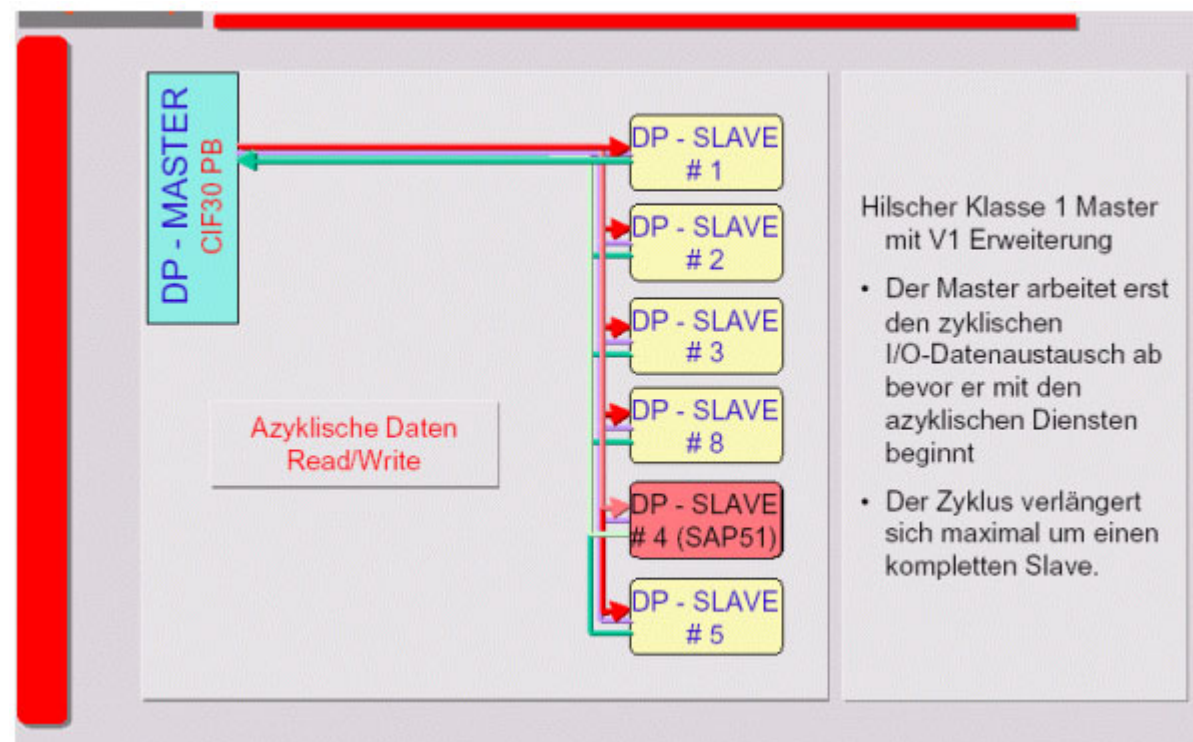 DP - MASTER
CIF30 PB
DP - SLAVE
# 1
DP - SLAVE
# 2
DP - SLAVE
# 3
DP - SLAVE
# 8
DP - SLAVE
# 4 (SAP51)
DP - SLAVE
# 5
Azyklische Daten
Read/Write
Hilscher Klasse 1 Master
mit V1 Erweiterung
• Der Master arbeitet erst
den zyklischen
I/O-Datenaustausch ab
bevor er mit den
azyklischen Diensten
beginnt
• Der Zyklus verlängert
sich maximal um einen
kompletten Slave.